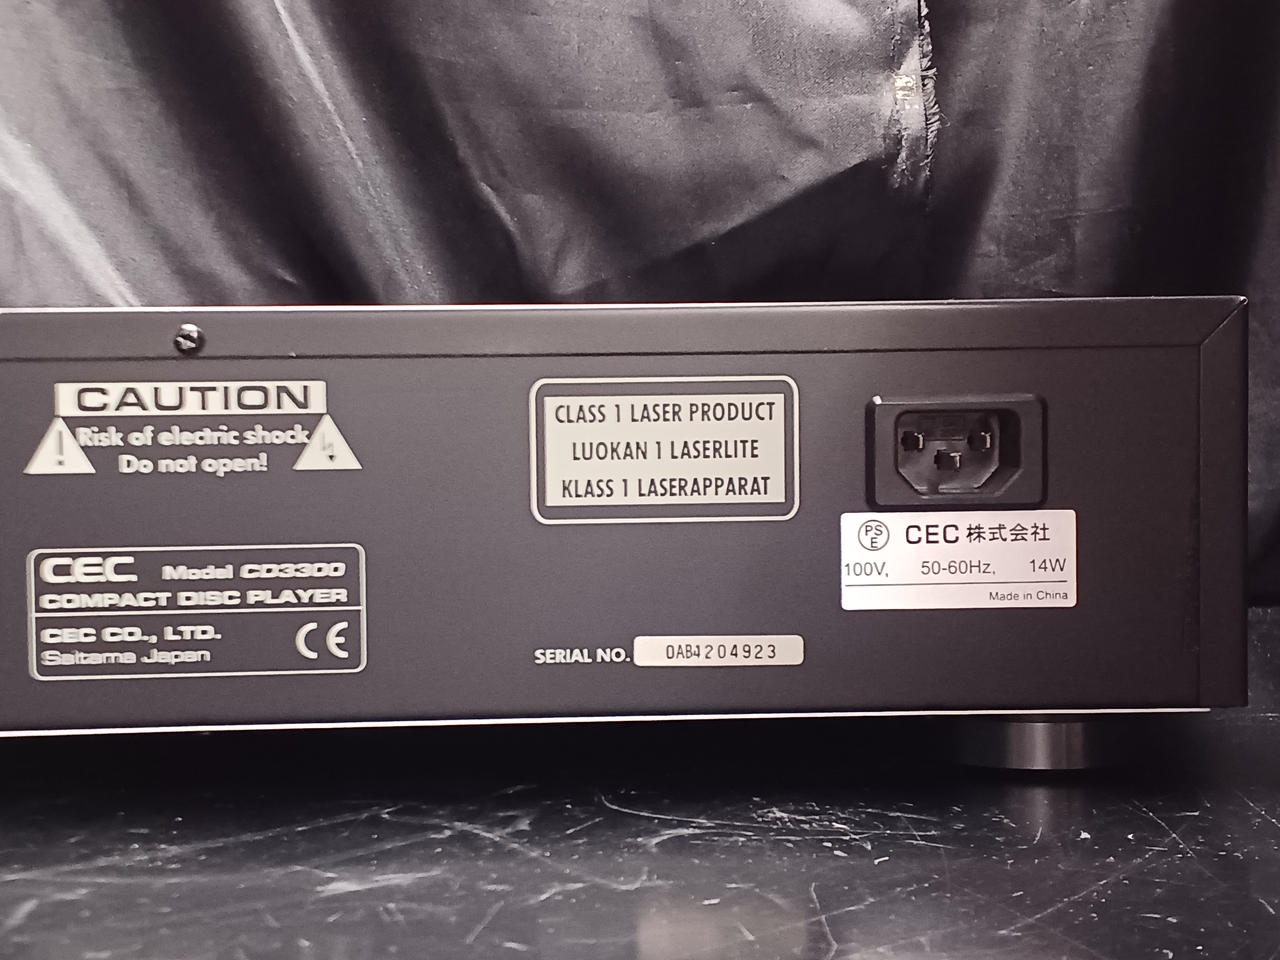 CAUTION
Risk of electric shock
Do not open!
CEC Model CD3300
COMPACT DISC PLAYER
CEC CO., LTD.
Saitama Japan
CE
CLASS 1 LASER PRODUCT
LUOKAN 1 LASERLITE
KLASS 1 LASERAPPARAT
SERIAL NO. 0AB4204923
PS
E
CEC 株式会社
100V, 50-60Hz, 14W
Made in China